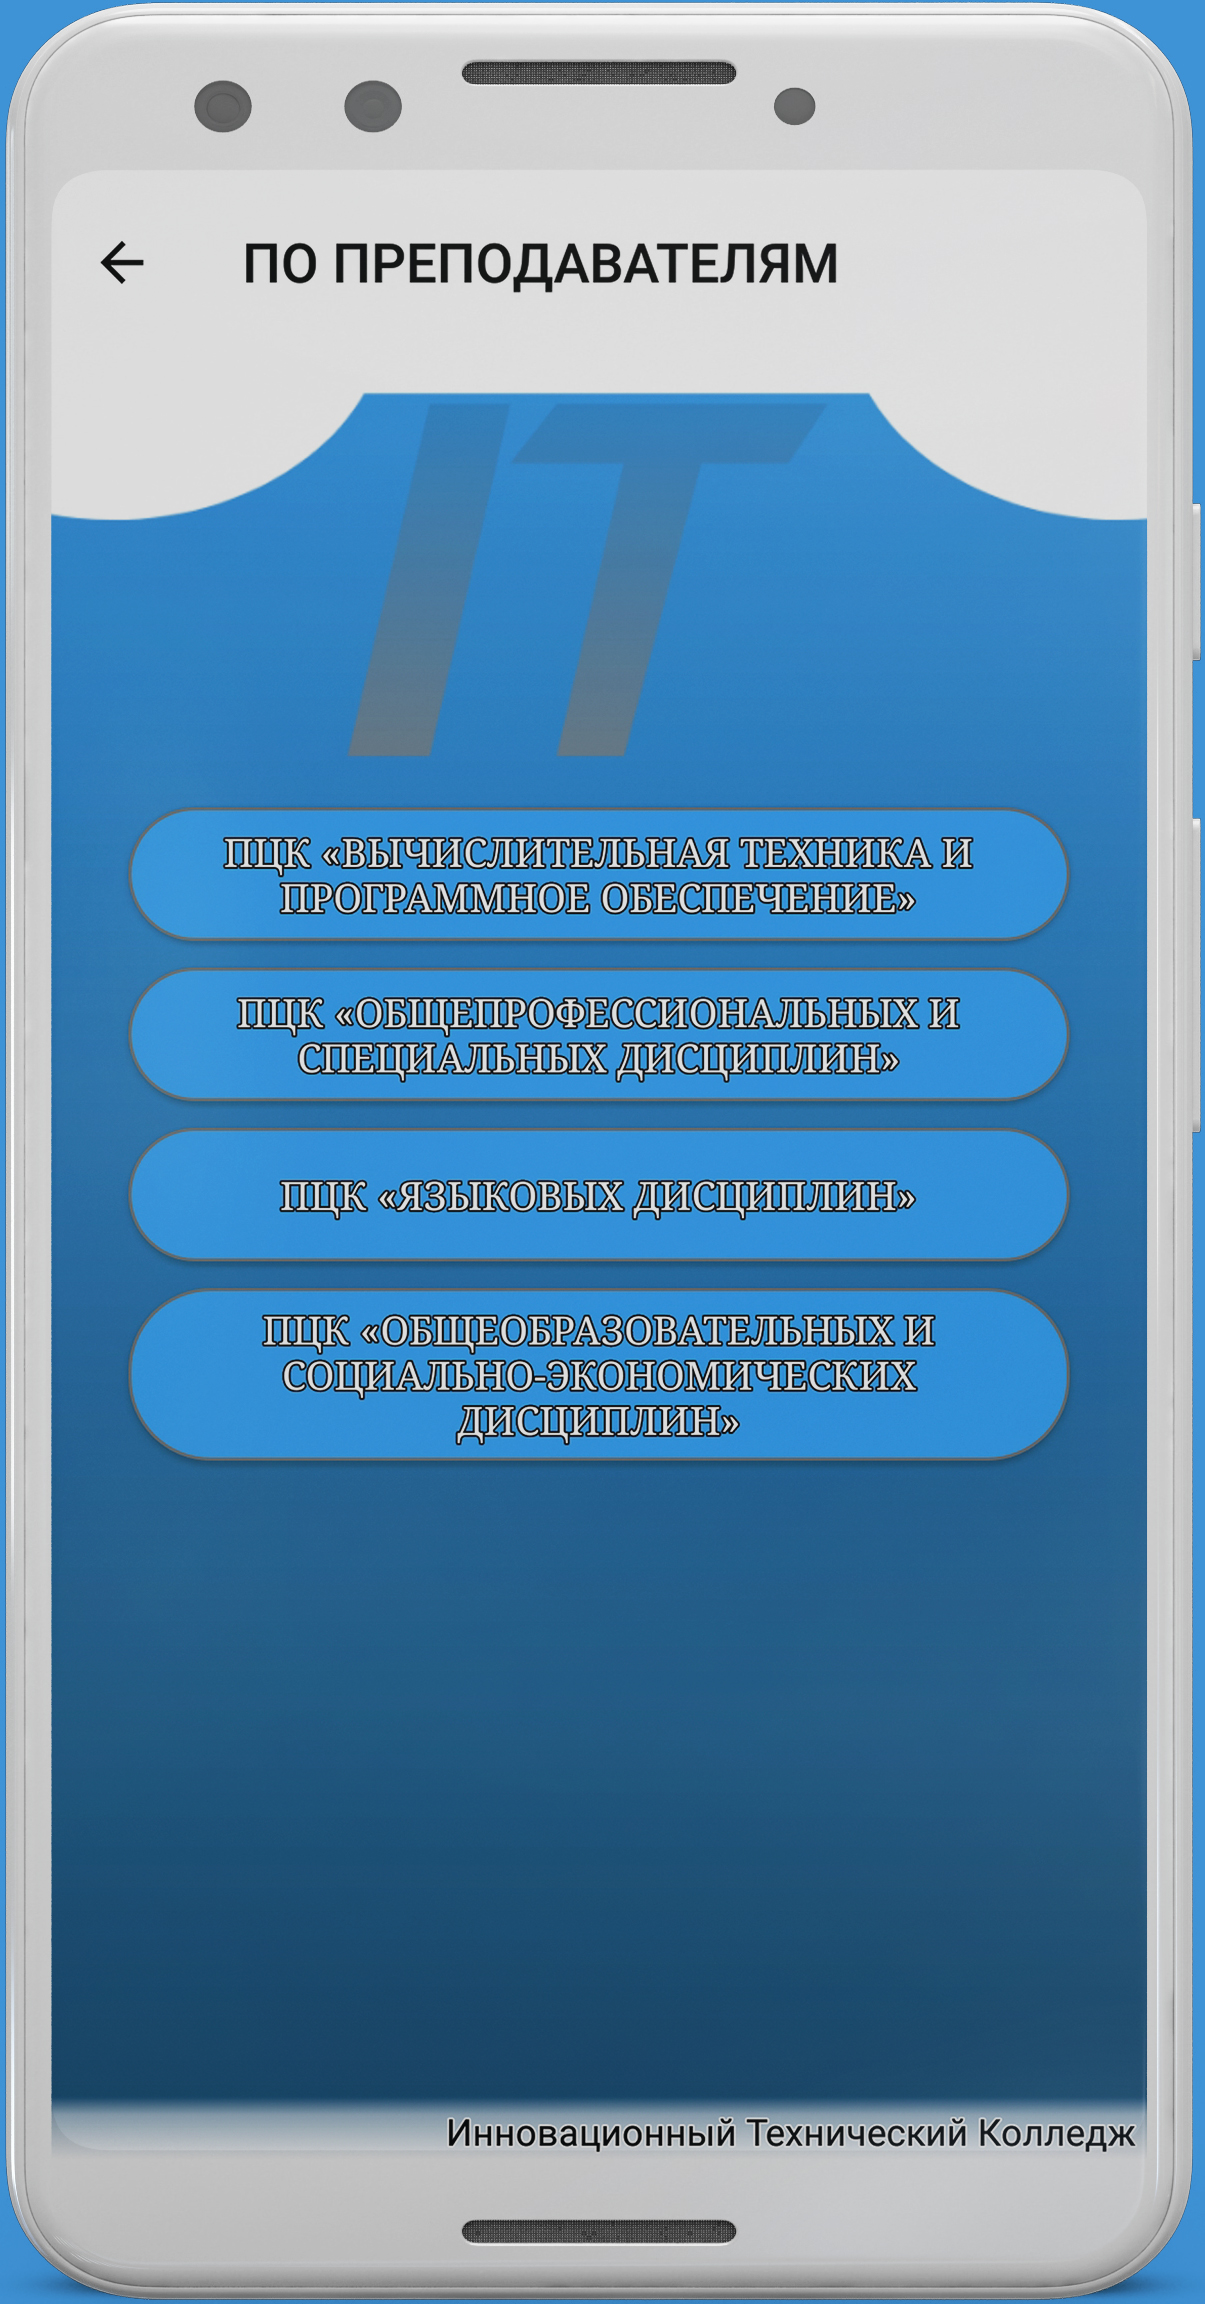 ПО ПРЕПОДАВАТЕЛЯМ
IT
ПЦК «ВЫЧИСЛИТЕЛЬНАЯ ТЕХНИКА И
ПРОГРАММНОЕ ОБЕСПЕЧЕНИЕ»
ПЦК «ОБЩЕПРОФЕССИОНАЛЬНЫХ И
СПЕЦИАЛЬНЫХ ДИСЦИПЛИН»
ПЦК «ЯЗЫКОВЫХ ДИСЦИПЛИН»
ПЦК «ОБЩЕОБРАЗОВАТЕЛЬНЫХ И
СОЦИАЛЬНО-ЭКОНОМИЧЕСКИХ
ДИСЦИПЛИН»
Инновационный Технический Колледж